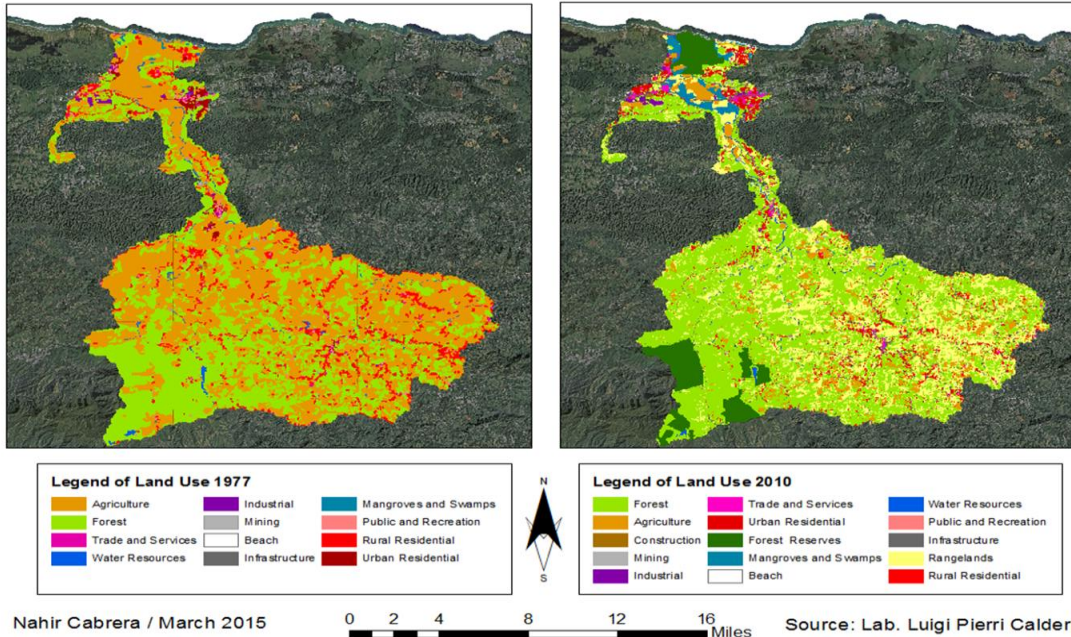 Legend of Land Use 1977
Agriculture
Forest
Trade and Services
Water Resources
Industrial
Mining
Beach
Infrastructure
Mangroves and Swamps
Public and Recreation
Rural Residential
Urban Residential
N
S
Legend of Land Use 2010
Forest
Agriculture
Construction
Mining
Industrial
Trade and Services
Urban Residential
Forest Reserves
Mangroves and Swamps
Beach
Water Resources
Public and Recreation
Infrastructure
Rangelands
Rural Residential
Nahir Cabrera / March 2015
0 2 4 8 12 16
Miles
Source: Lab. Luigi Pierri Calder